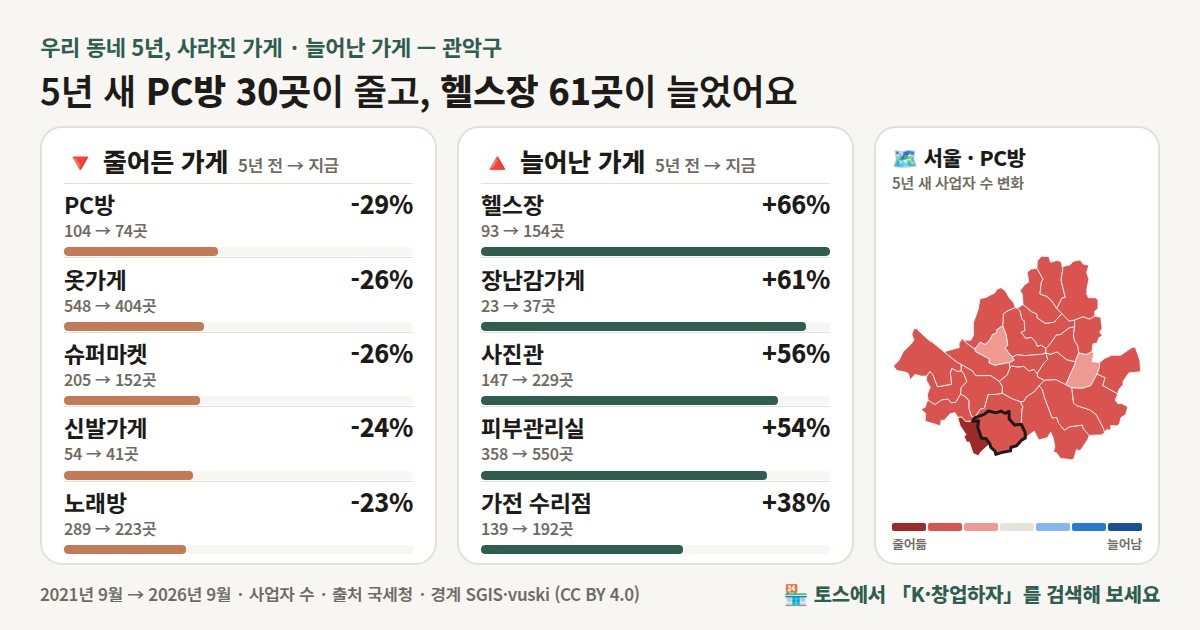 우리 동네 5년, 사라진 가게 · 늘어난 가게 — 관악구
5년 새 PC방 30곳이 줄고, 헬스장 61곳이 늘었어요
줄어든 가게 5년 전 → 지금
PC방 -29%
104 → 74곳
옷가게 -26%
548 → 404곳
슈퍼마켓 -26%
205 → 152곳
신발가게 -24%
54 → 41곳
노래방 -23%
289 → 223곳
늘어난 가게 5년 전 → 지금
헬스장 +66%
93 → 154곳
장난감가게 +61%
23 → 37곳
사진관 +56%
147 → 229곳
피부관리실 +54%
358 → 550곳
가전 수리점 +38%
139 → 192곳
서울 · PC방
5년 새 사업자 수 변화
줄어듦 늘어남
2021년 9월 → 2026년 9월 · 사업자 수 · 출처 국세청 · 경계 SGIS·vuski (CC BY 4.0)
토스에서 「K·창업하자」를 검색해 보세요